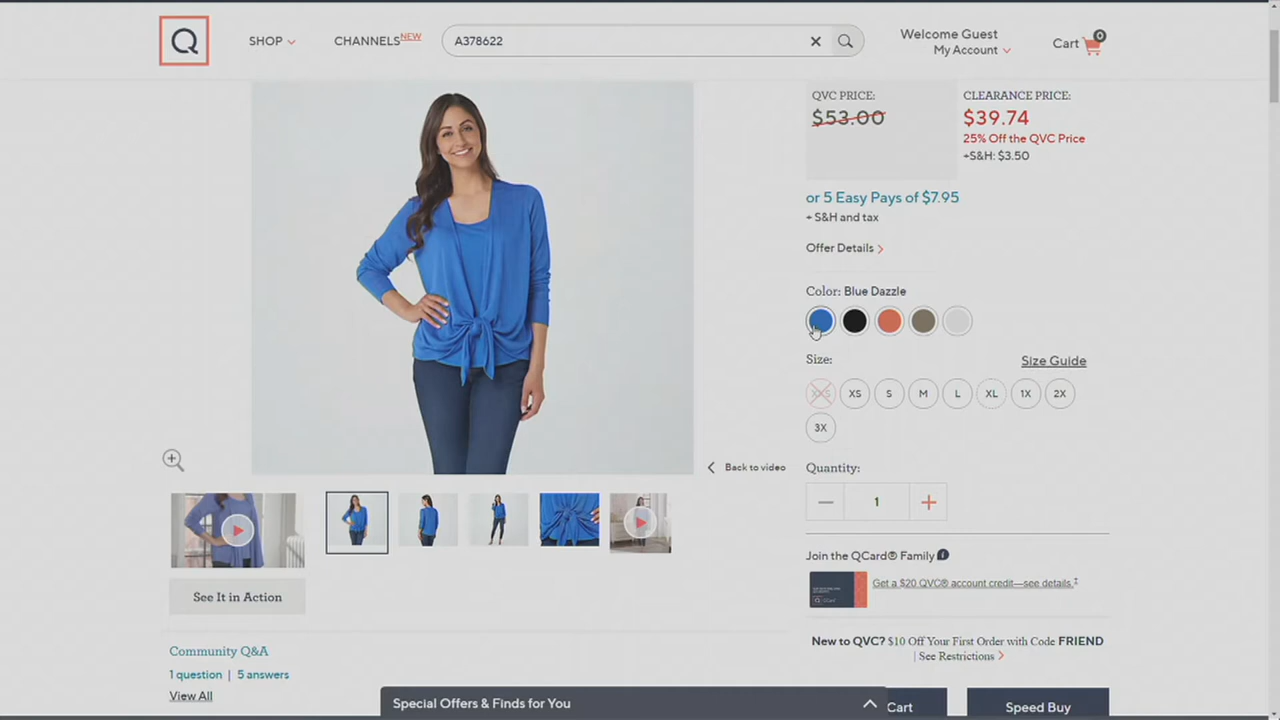 Q
SHOP
CHANNELS NEW
A378622
Welcome Guest
My Account
Cart 0
QVC PRICE:
$53.00
CLEARANCE PRICE:
$39.74
25% Off the QVC Price
+S&H: $3.50
or 5 Easy Pays of $7.95
+ S&H and tax
Offer Details
Color: Blue Dazzle
Size:
Size Guide
XXS XS S M L XL 1X 2X
3X
Back to video
Quantity:
1
Join the QCard® Family
Get a $20 QVC® account credit—see details.‡
See It in Action
New to QVC? $10 Off Your First Order with Code FRIEND
| See Restrictions
Community Q&A
1 question | 5 answers
View All
Special Offers & Finds for You
Cart
Speed Buy